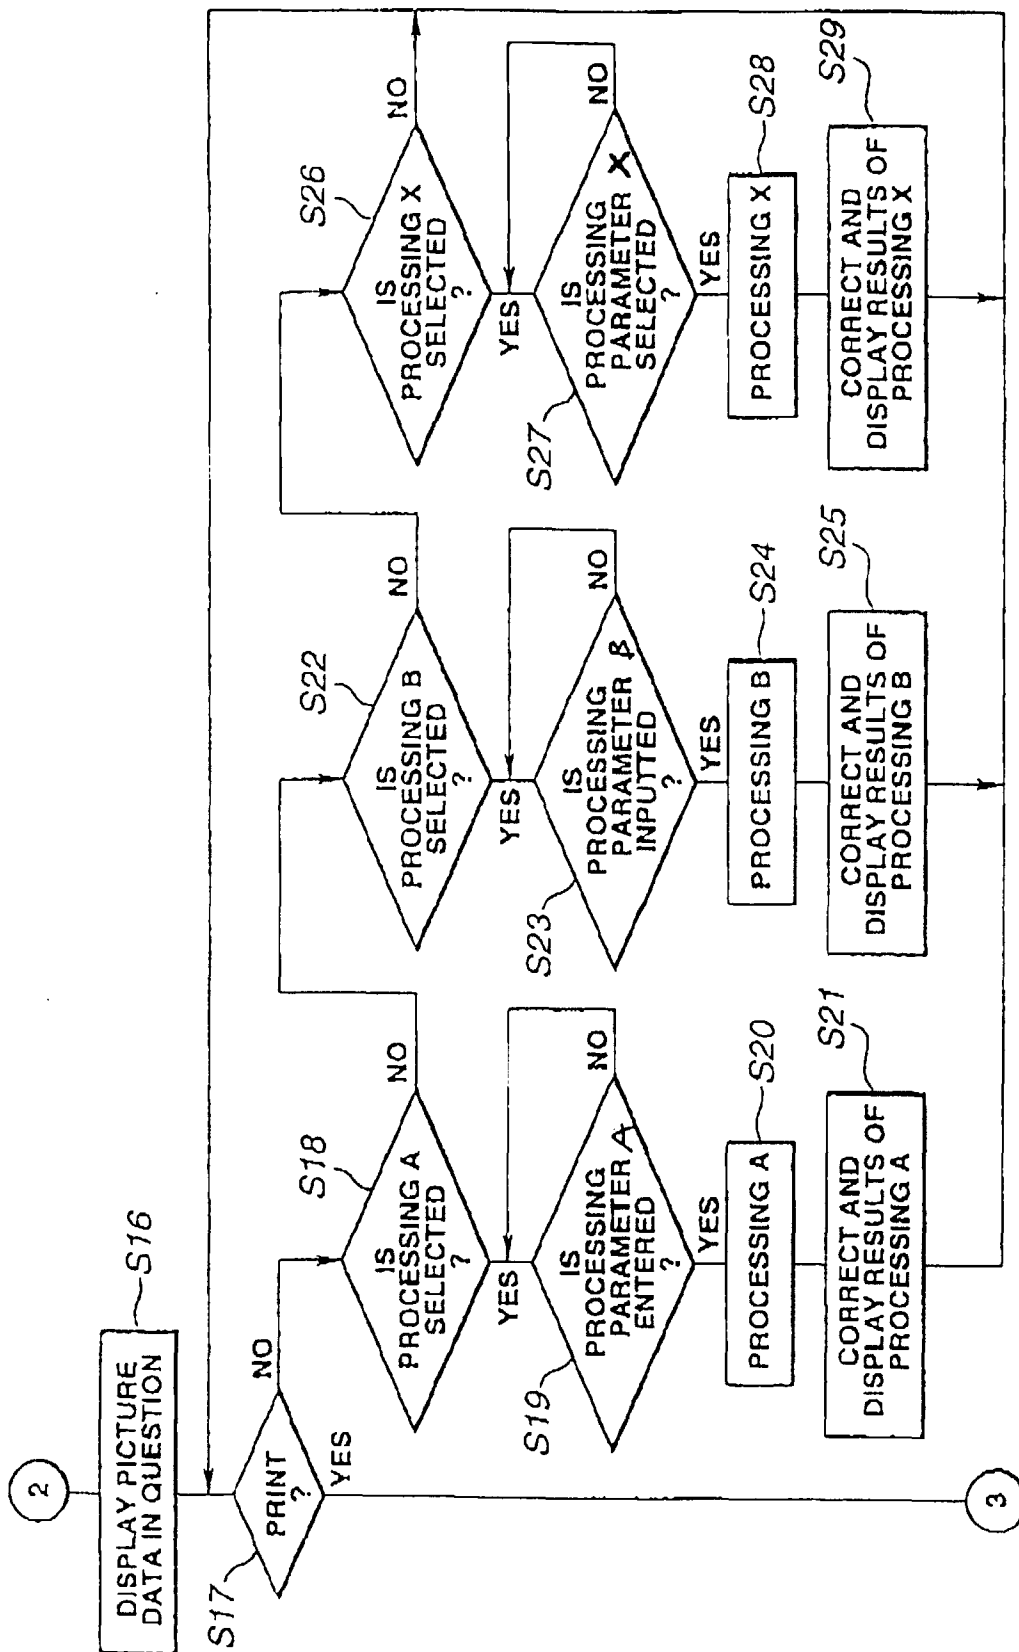 2
DISPLAY PICTURE
DATA IN QUESTION
S16
S17
PRINT
?
NO
YES
3
S18
IS
PROCESSING A
SELECTED
?
NO
YES
S19
IS
PROCESSING
PARAMETER A
ENTERED
?
NO
YES
PROCESSING A
S20
CORRECT AND
DISPLAY RESULTS OF
PROCESSING A
S21
S22
IS
PROCESSING B
SELECTED
?
NO
YES
S23
IS
PROCESSING
PARAMETER B
INPUTTED
?
NO
YES
PROCESSING B
S24
CORRECT AND
DISPLAY RESULTS OF
PROCESSING B
S25
S26
IS
PROCESSING X
SELECTED
?
NO
YES
S27
IS
PROCESSING
PARAMETER X
SELECTED
?
NO
YES
PROCESSING X
S28
CORRECT AND
DISPLAY RESULTS OF
PROCESSING X
S29